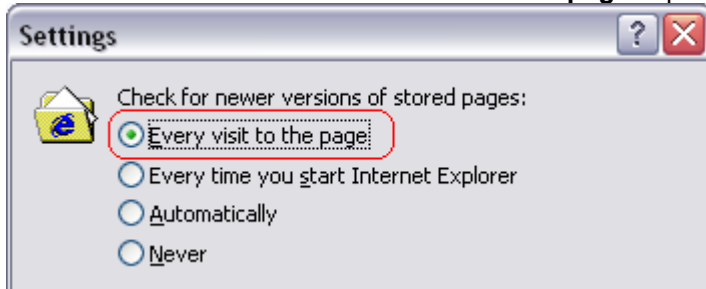 Settings
Check for newer versions of stored pages:
Every visit to the page
Every time you start Internet Explorer
Automatically
Never